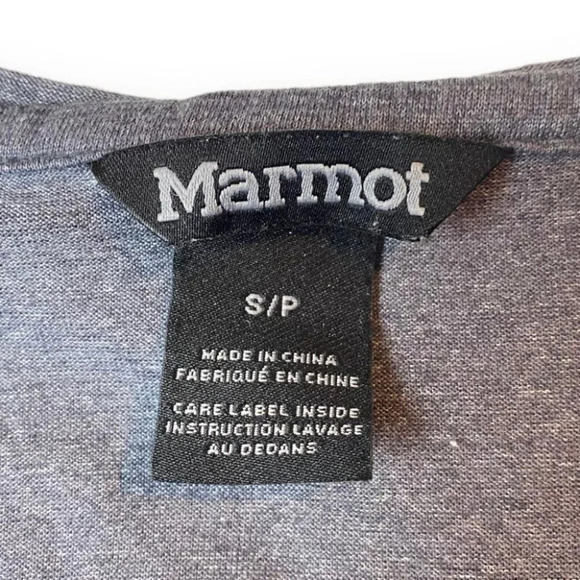 Marmot
S/P
MADE IN CHINA
FABRIQUÉ EN CHINE
CARE LABEL INSIDE
INSTRUCTION LAVAGE
AU DEDANS